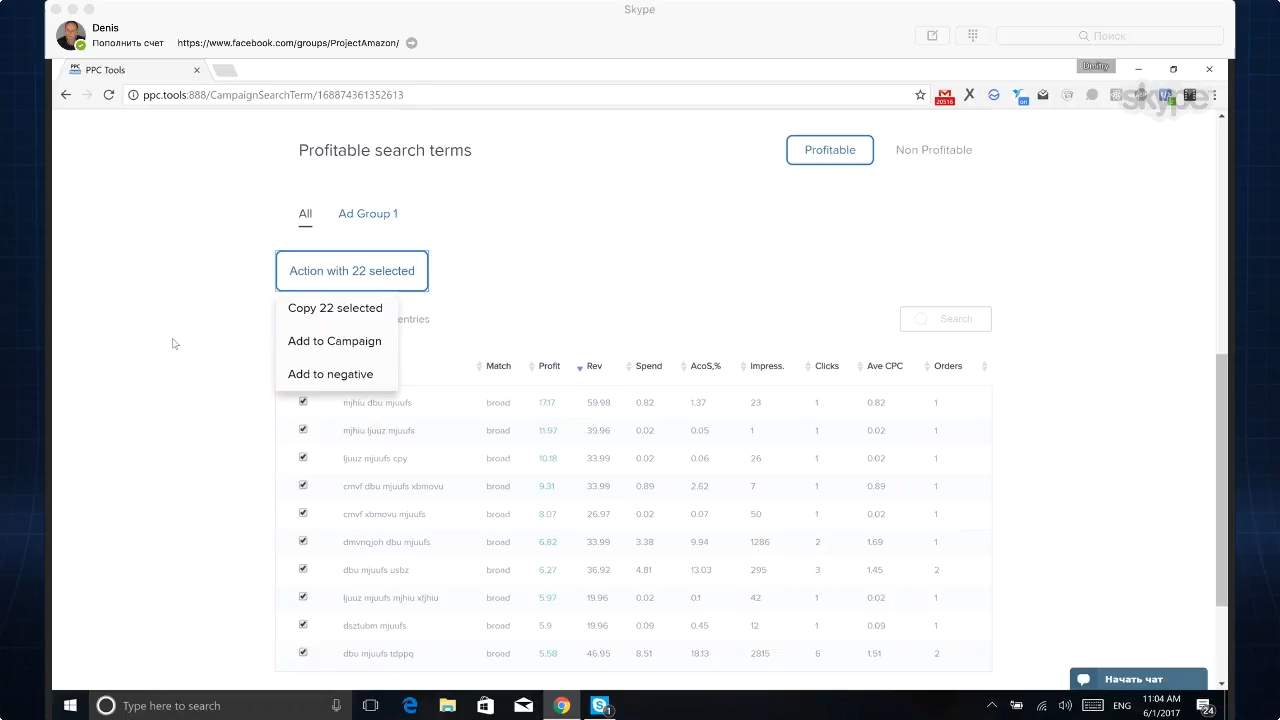 Skype
Denis
Пополнить счет https://www.facebook.com/groups/ProjectAmazon/
Поиск
PPC Tools
Dmitry
ppc.tools:888/CampaignSearchTerm/168874361352613
20516
on
skype
Profitable search terms
Profitable Non Profitable
All Ad Group 1
Action with 22 selected
Copy 22 selected
entries
Search
Add to Campaign
Add to negative
Match Profit Rev Spend AcoS,% Impress. Clicks Ave CPC Orders
mjhiu dbu mjuufs broad 17.17 59.98 0.82 1.37 23 1 0.82 1
mjhiu ljuuz mjuufs broad 11.97 39.96 0.02 0.05 1 1 0.02 1
ljuuz mjuufs cpy broad 10.18 33.99 0.02 0.06 26 1 0.02 1
cmvf dbu mjuufs xbmovu broad 9.31 33.99 0.89 2.62 7 1 0.89 1
cmvf xbmovu mjuufs broad 8.07 26.97 0.02 0.07 50 1 0.02 1
dmvnqjoh dbu mjuufs broad 6.82 33.99 3.38 9.94 1286 2 1.69 1
dbu mjuufs usbz broad 6.27 36.92 4.81 13.03 295 3 1.45 2
ljuuz mjuufs mjhiu xfjhiu broad 5.97 19.96 0.02 0.1 42 1 0.02 1
dsztubm mjuufs broad 5.9 19.96 0.09 0.45 12 1 0.09 1
dbu mjuufs tdppq broad 5.58 46.95 8.51 18.13 2815 6 1.51 2
Начать чат
Type here to search
1
ENG
11:04 AM
6/1/2017
24